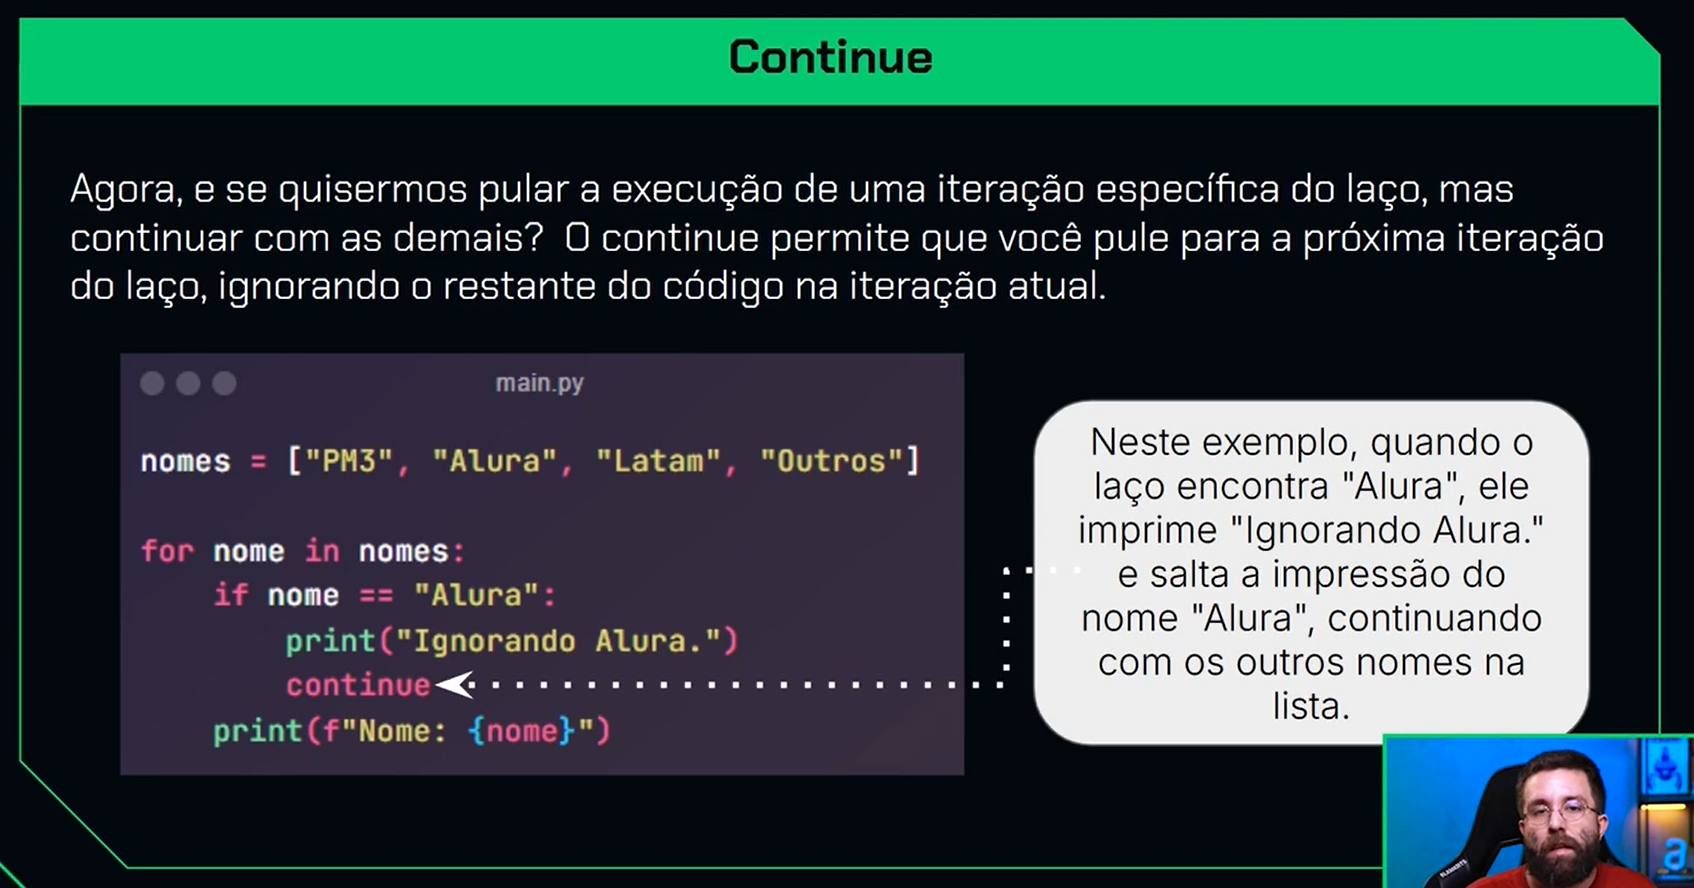 Continue
Agora, e se quisermos pular a execução de uma iteração específica do laço, mas
continuar com as demais?  O continue permite que você pule para a próxima iteração
do laço, ignorando o restante do código na iteração atual.
main.py
nomes = ["PM3", "Alura", "Latam", "Outros"]
for nome in nomes:
    if nome == "Alura":
        print("Ignorando Alura.")
        continue
    print(f"Nome: {nome}")
Neste exemplo, quando o
laço encontra "Alura", ele
imprime "Ignorando Alura."
e salta a impressão do
nome "Alura", continuando
com os outros nomes na
lista.
a